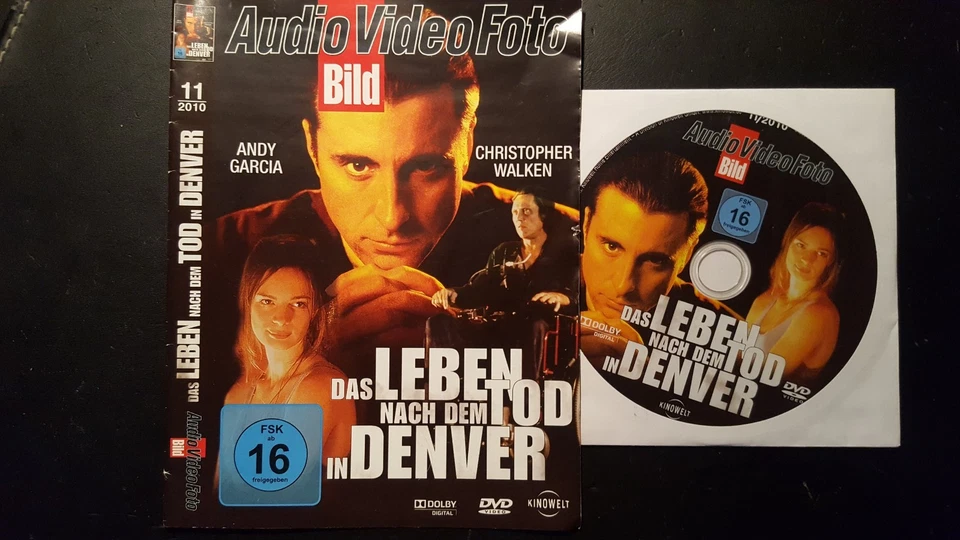 Audio Video Foto
Bild
11
2010
ANDY
GARCIA
CHRISTOPHER
WALKEN
DAS LEBEN
NACH DEM TOD
IN DENVER
FSK
ab
16
freigegeben
DOLBY
DIGITAL
DVD
VIDEO
KINOWELT
DAS LEBEN NACH DEM TOD IN DENVER
Bild
Audio Video Foto
11/2010
Audio Video Foto
Bild
FSK
ab
16
freigegeben
DAS LEBEN
NACH DEM TOD
IN DENVER
DOLBY
DIGITAL
DVD
VIDEO
KINOWELT